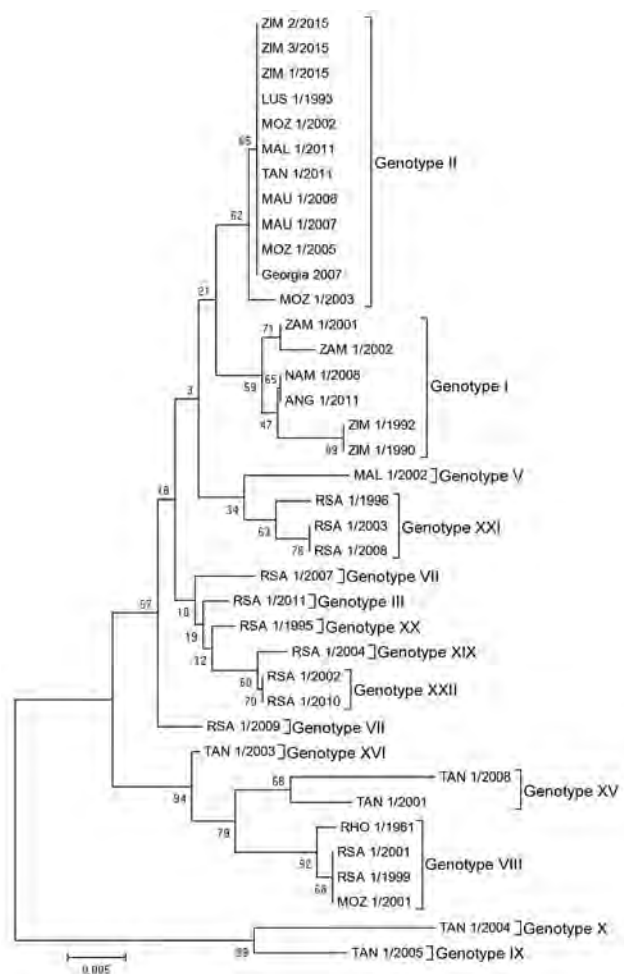 ZIM 2/2015
ZIM 3/2015
ZIM 1/2015
LUS 1/1993
MOZ 1/2002
85
MAL 1/2011
Genotype II
TAN 1/2011
MAU 1/2008
62
MAU 1/2007
MOZ 1/2005
Georgia 2007
21
MOZ 1/2003
71
ZAM 1/2001
ZAM 1/2002
59
65
NAM 1/2008
Genotype I
47
ANG 1/2011
ZIM 1/1992
3
99
ZIM 1/1990
MAL 1/2002
Genotype V
34
RSA 1/1996
18
63
RSA 1/2003
Genotype XXI
76
RSA 1/2008
RSA 1/2007
Genotype VII
18
RSA 1/2011
Genotype III
67
19
RSA 1/1995
Genotype XX
12
RSA 1/2004
Genotype XIX
60
RSA 1/2002
Genotype XXII
70
RSA 1/2010
RSA 1/2009
Genotype VII
TAN 1/2003
Genotype XVI
94
68
TAN 1/2008
Genotype XV
TAN 1/2001
79
RHO 1/1961
92
RSA 1/2001
Genotype VIII
RSA 1/1999
68
MOZ 1/2001
TAN 1/2004
Genotype X
99
TAN 1/2005
Genotype IX
0.005